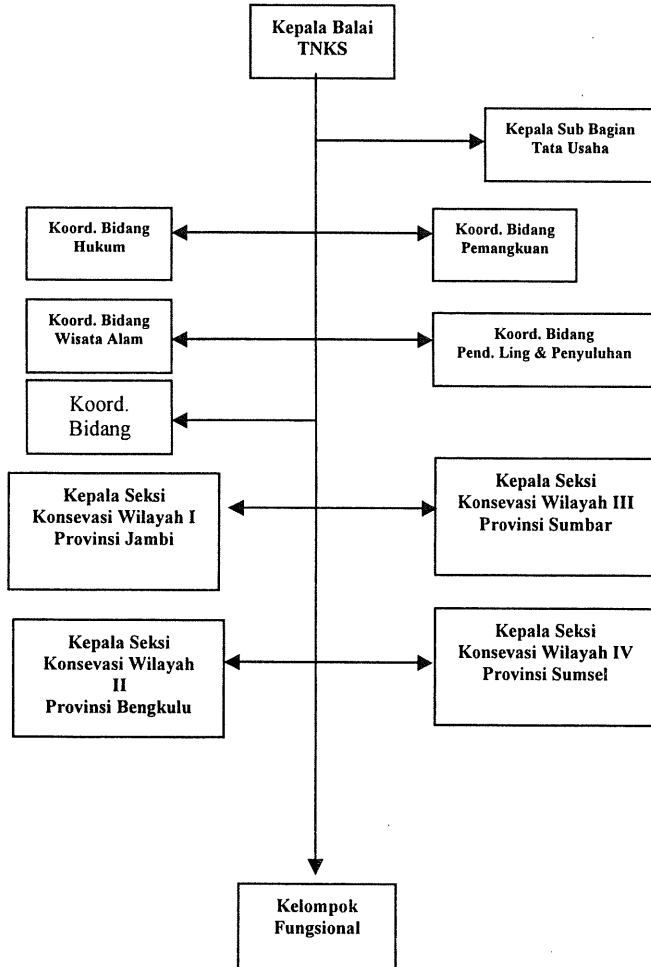 Kepala Balai
TNKS
Kepala Sub Bagian
Tata Usaha
Koord. Bidang
Hukum
Koord. Bidang
Pemangkuan
Koord. Bidang
Wisata Alam
Koord. Bidang
Pend. Ling & Penyuluhan
Koord.
Bidang
Kepala Seksi
Konsevasi Wilayah I
Provinsi Jambi
Kepala Seksi
Konsevasi Wilayah III
Provinsi Sumbar
Kepala Seksi
Konsevasi Wilayah
II
Provinsi Bengkulu
Kepala Seksi
Konsevasi Wilayah IV
Provinsi Sumsel
Kelompok
Fungsional